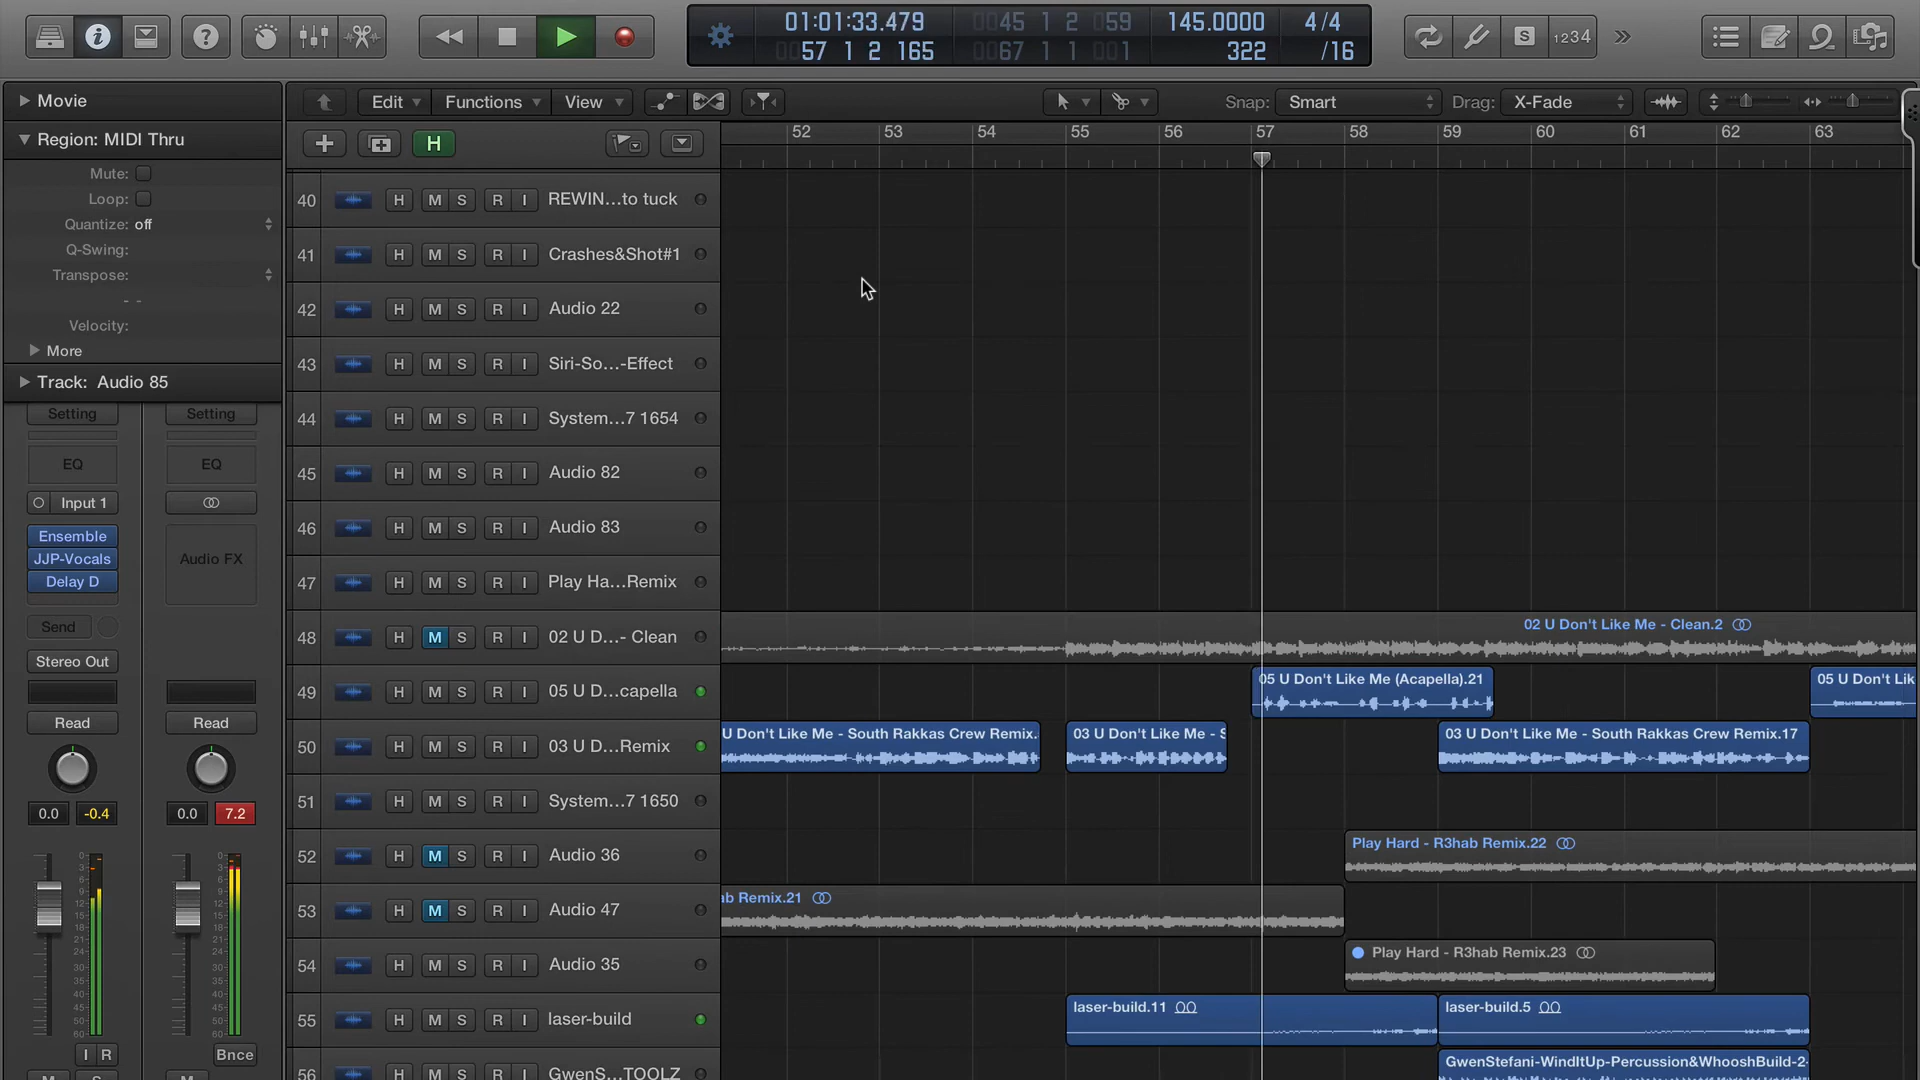 01:01:33.479 0045 1 2 059 145.0000 4/4
0057 1 2 165 0067 1 1 001 322 /16
1234
Movie
Edit Functions View Snap: Smart Drag: X-Fade
Region: MIDI Thru
H
52 53 54 55 56 57 58 59 60 61 62 63
Mute:
Loop:
Quantize: off
Q-Swing:
Transpose:
- -
Velocity:
More
Track: Audio 85
Setting Setting
EQ EQ
Input 1
Ensemble
JJP-Vocals
Delay D
Audio FX
Send
Stereo Out
Read Read
0.0 -0.4 0.0 7.2
I R Bnce
40 H M S R I REWIN...to tuck
41 H M S R I Crashes&Shot#1
42 H M S R I Audio 22
43 H M S R I Siri-So...-Effect
44 H M S R I System...7 1654
45 H M S R I Audio 82
46 H M S R I Audio 83
47 H M S R I Play Ha...Remix
48 H M S R I 02 U D...- Clean
02 U Don't Like Me - Clean.2
49 H M S R I 05 U D...capella
05 U Don't Like Me (Acapella).21
05 U Don't Lik
50 H M S R I 03 U D...Remix
U Don't Like Me - South Rakkas Crew Remix.
03 U Don't Like Me - S
03 U Don't Like Me - South Rakkas Crew Remix.17
51 H M S R I System...7 1650
52 H M S R I Audio 36
Play Hard - R3hab Remix.22
53 H M S R I Audio 47
ab Remix.21
54 H M S R I Audio 35
Play Hard - R3hab Remix.23
55 H M S R I laser-build
laser-build.11
laser-build.5
56 GwenS...TOOLZ
GwenStefani-WindItUp-Percussion&WhooshBuild-2-